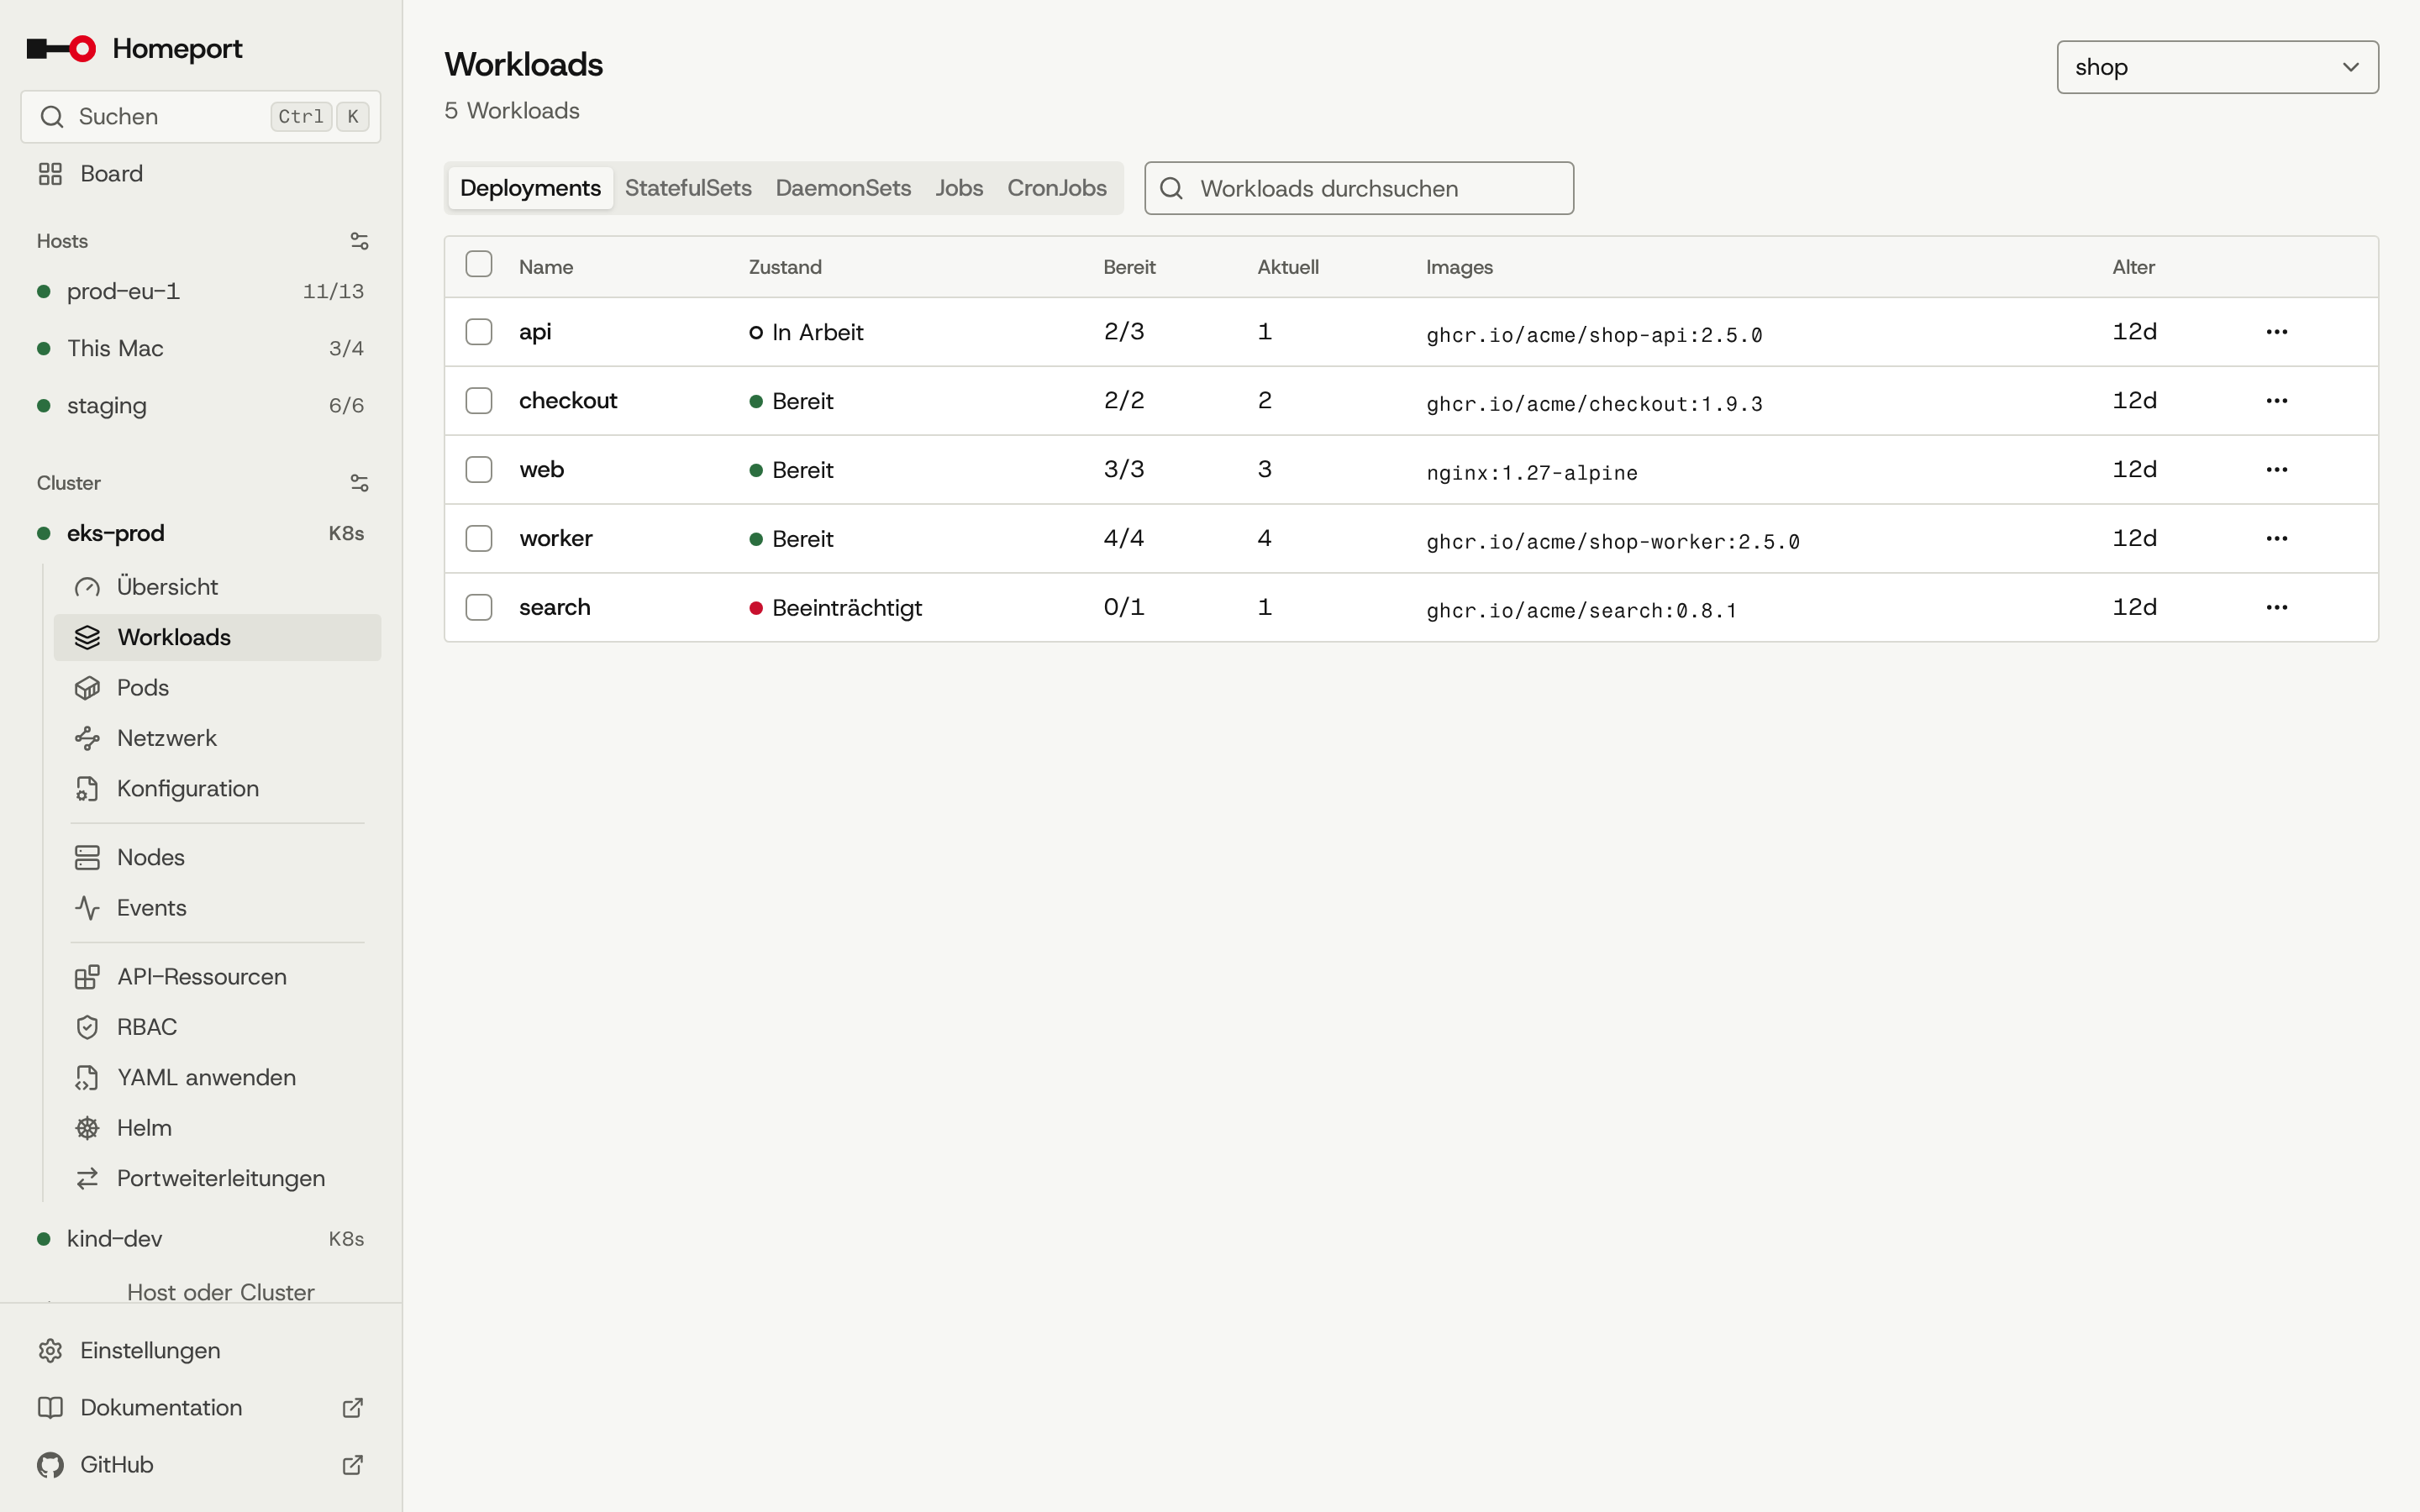 Homeport
Suchen Ctrl K
Board
Hosts
prod-eu-1 11/13
This Mac 3/4
staging 6/6
Cluster
eks-prod K8s
Übersicht
Workloads
Pods
Netzwerk
Konfiguration
Nodes
Events
API-Ressourcen
RBAC
YAML anwenden
Helm
Portweiterleitungen
kind-dev K8s
Host oder Cluster
Einstellungen
Dokumentation
GitHub
Workloads
5 Workloads
shop
Deployments StatefulSets DaemonSets Jobs CronJobs
Workloads durchsuchen
Name Zustand Bereit Aktuell Images Alter
api In Arbeit 2/3 1 ghcr.io/acme/shop-api:2.5.0 12d
checkout Bereit 2/2 2 ghcr.io/acme/checkout:1.9.3 12d
web Bereit 3/3 3 nginx:1.27-alpine 12d
worker Bereit 4/4 4 ghcr.io/acme/shop-worker:2.5.0 12d
search Beeinträchtigt 0/1 1 ghcr.io/acme/search:0.8.1 12d